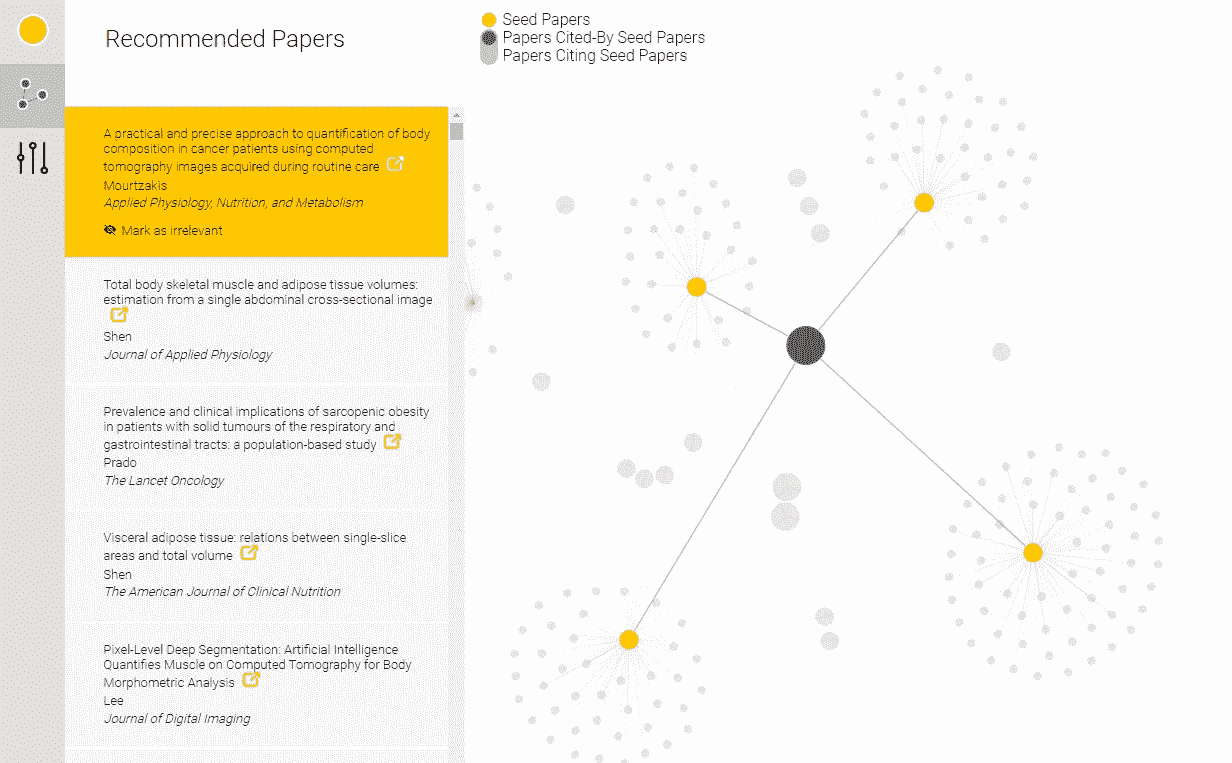 Recommended Papers
Seed Papers
Papers Cited-By Seed Papers
Papers Citing Seed Papers
A practical and precise approach to quantification of body
composition in cancer patients using computed
tomography images acquired during routine care
Mourtzakis
Applied Physiology, Nutrition, and Metabolism
Mark as irrelevant
Total body skeletal muscle and adipose tissue volumes:
estimation from a single abdominal cross-sectional image
Shen
Journal of Applied Physiology
Prevalence and clinical implications of sarcopenic obesity
in patients with solid tumours of the respiratory and
gastrointestinal tracts: a population-based study
Prado
The Lancet Oncology
Visceral adipose tissue: relations between single-slice
areas and total volume
Shen
The American Journal of Clinical Nutrition
Pixel-Level Deep Segmentation: Artificial Intelligence
Quantifies Muscle on Computed Tomography for Body
Morphometric Analysis
Lee
Journal of Digital Imaging